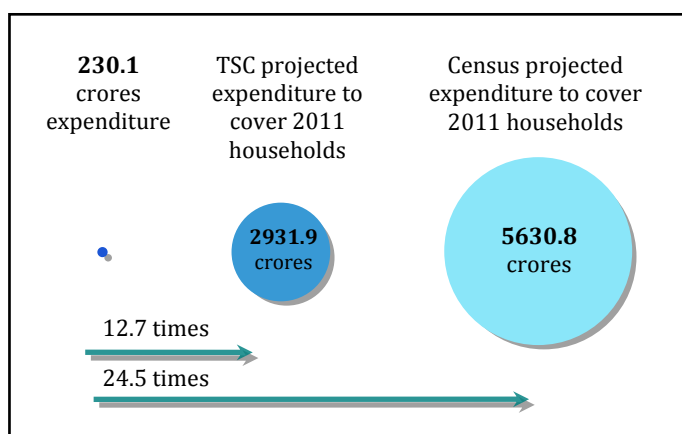 230.1
crores
expenditure
TSC projected
expenditure to
cover 2011
households
Census projected
expenditure to cover
2011 households
2931.9
crores
5630.8
crores
12.7 times
24.5 times